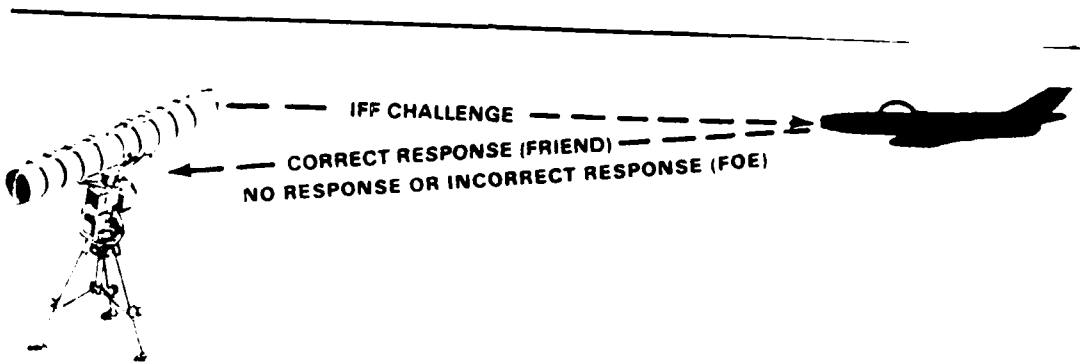 IFF CHALLENGE
CORRECT RESPONSE (FRIEND)
NO RESPONSE OR INCORRECT RESPONSE (FOE)